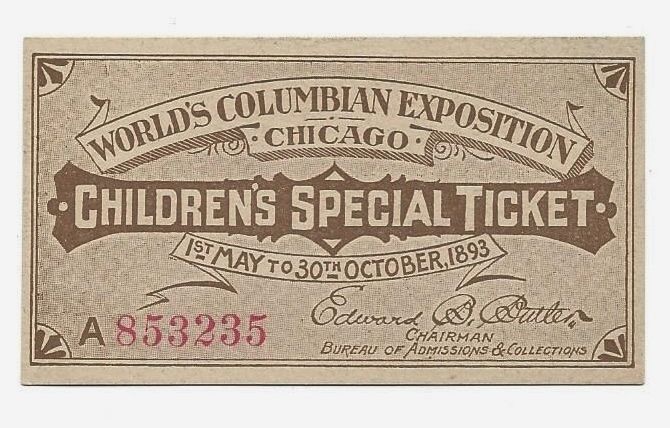 WORLD'S COLUMBIAN EXPOSITION
· CHICAGO ·
· CHILDREN'S SPECIAL TICKET ·
1ST MAY TO 30TH OCTOBER, 1893
A 853235
Edward B. Butler
CHAIRMAN
BUREAU OF ADMISSIONS & COLLECTIONS